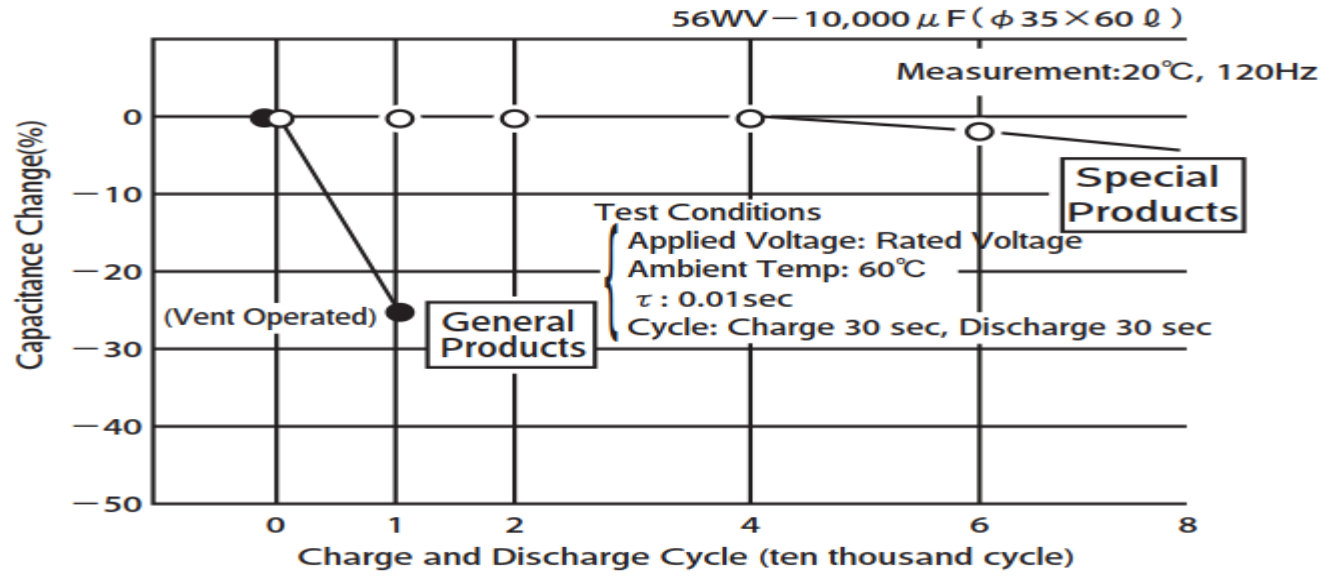 56WV－10,000μF(φ35×60ℓ)
Measurement:20℃, 120Hz
Capacitance Change(%)
0
－10
－20
－30
－40
－50
Special
Products
Test Conditions
Applied Voltage: Rated Voltage
Ambient Temp: 60℃
τ: 0.01sec
Cycle: Charge 30 sec, Discharge 30 sec
(Vent Operated)
General
Products
0 1 2 4 6 8
Charge and Discharge Cycle (ten thousand cycle)